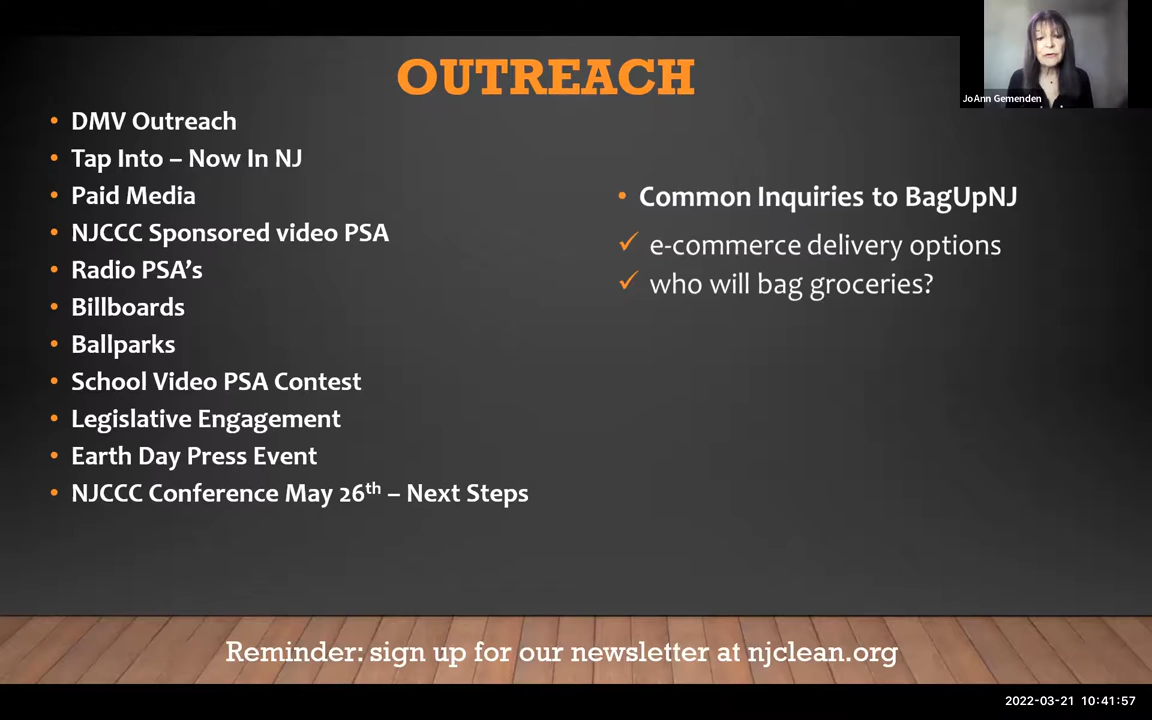 OUTREACH
JoAnn Gemenden
• DMV Outreach
• Tap Into – Now In NJ
• Paid Media
• NJCCC Sponsored video PSA
• Radio PSA's
• Billboards
• Ballparks
• School Video PSA Contest
• Legislative Engagement
• Earth Day Press Event
• NJCCC Conference May 26th – Next Steps
• Common Inquiries to BagUpNJ
✓ e-commerce delivery options
✓ who will bag groceries?
Reminder: sign up for our newsletter at njclean.org
2022-03-21 10:41:57